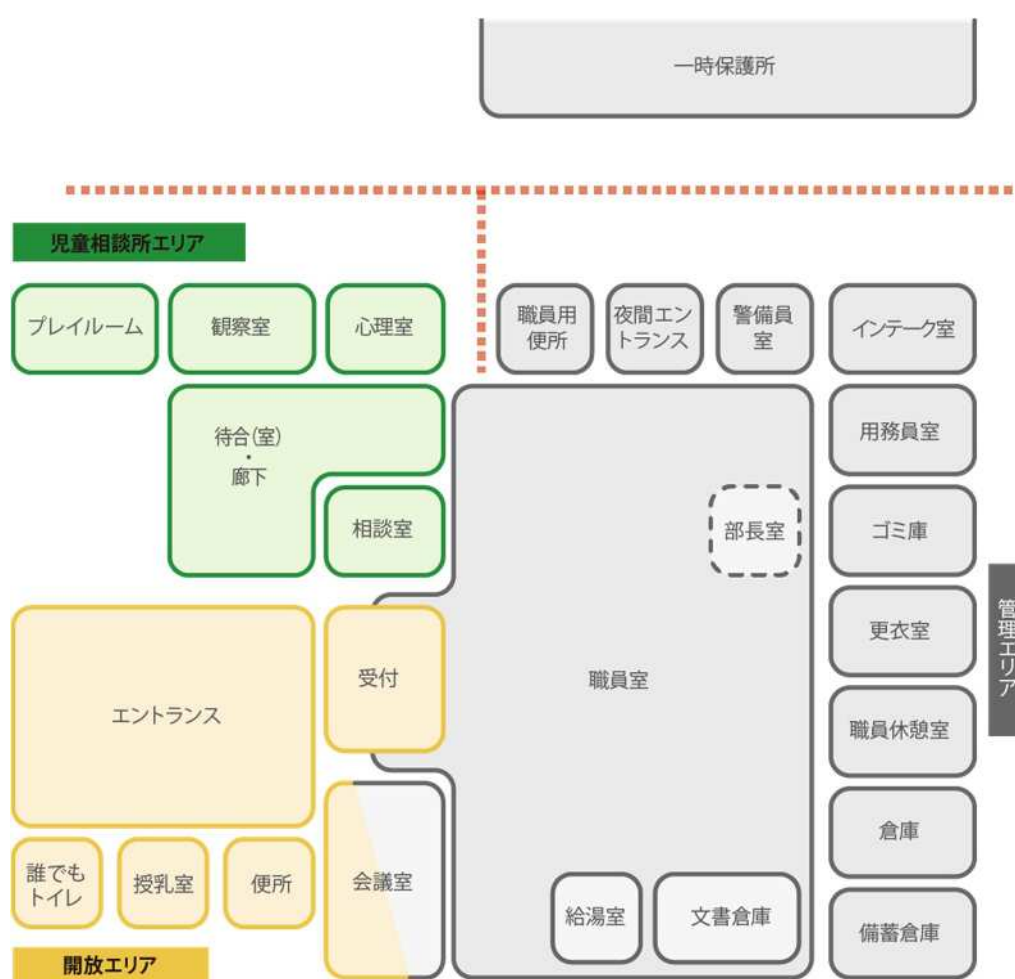 一時保護所
児童相談所エリア
プレイルーム
観察室
心理室
職員用
便所
夜間エン
トランス
警備員
室
インテーク室
待合(室)
・
廊下
相談室
用務員室
部長室
ゴミ庫
管理エリア
更衣室
エントランス
受付
職員室
職員休憩室
倉庫
誰でも
トイレ
授乳室
便所
会議室
給湯室
文書倉庫
備蓄倉庫
開放エリア